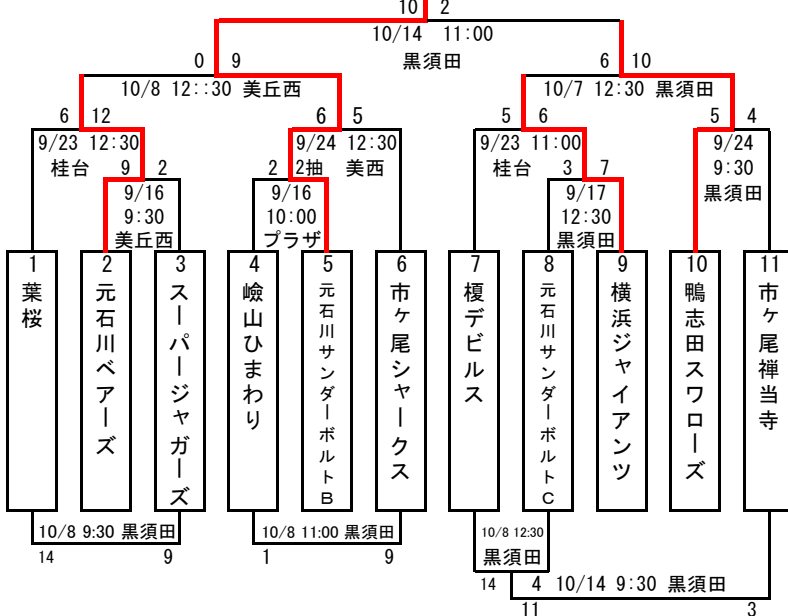 10 2
10/14 11:00
黒須田
0 9
6 10
10/8 12::30 美丘西
10/7 12:30 黒須田
6 12
6 5
5 6
5 4
9/23 12:30
桂台
9/24 12:30
美西
9/23 11:00
桂台
9/24
9:30
黒須田
9 2
2 2抽
3 7
9/16
9:30
美丘西
9/16
10:00
プラザ
9/17
12:30
黒須田
1
葉桜
2
元石川ベアーズ
3
スーパージャガーズ
4
嶮山ひまわり
5
元石川サンダーボルトB
6
市ヶ尾シャークス
7
榎デビルス
8
元石川サンダーボルトC
9
横浜ジャイアンツ
10
鴨志田スワローズ
11
市ヶ尾禅当寺
10/8 9:30 黒須田
14 9
10/8 11:00 黒須田
1 9
10/8 12:30
黒須田
14 4
10/14 9:30 黒須田
11 3